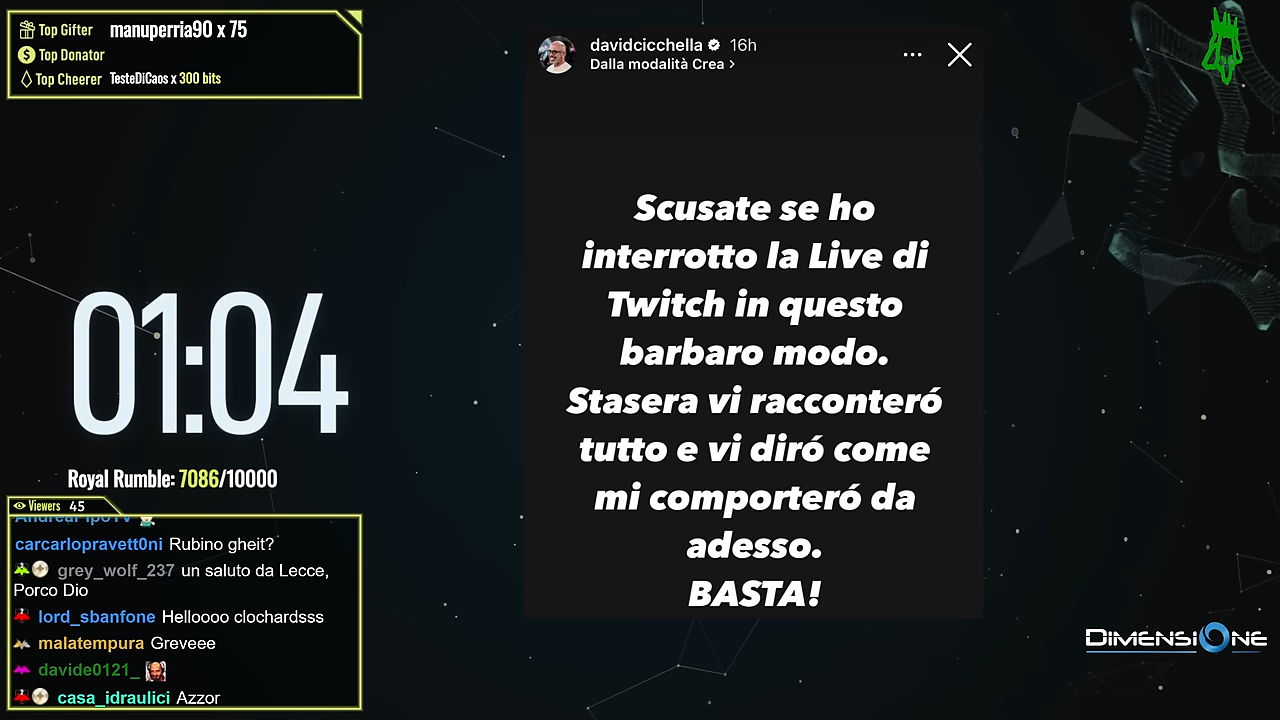 Top Gifter manuperria90 x 75
Top Donator
Top Cheerer TesteDiCaos x 300 bits
davidcicchella 16h
Dalla modalità Crea >
Scusate se ho
interrotto la Live di
Twitch in questo
barbaro modo.
Stasera vi racconteró
tutto e vi diró come
mi comporteró da
adesso.
BASTA!
01:04
Royal Rumble: 7086/10000
Viewers 45
carcarlopravett0ni Rubino gheit?
grey_wolf_237 un saluto da Lecce,
Porco Dio
lord_sbanfone Helloooo clochardsss
malatempura Greveee
davide0121_
casa_idraulici Azzor
DIMENSIONE